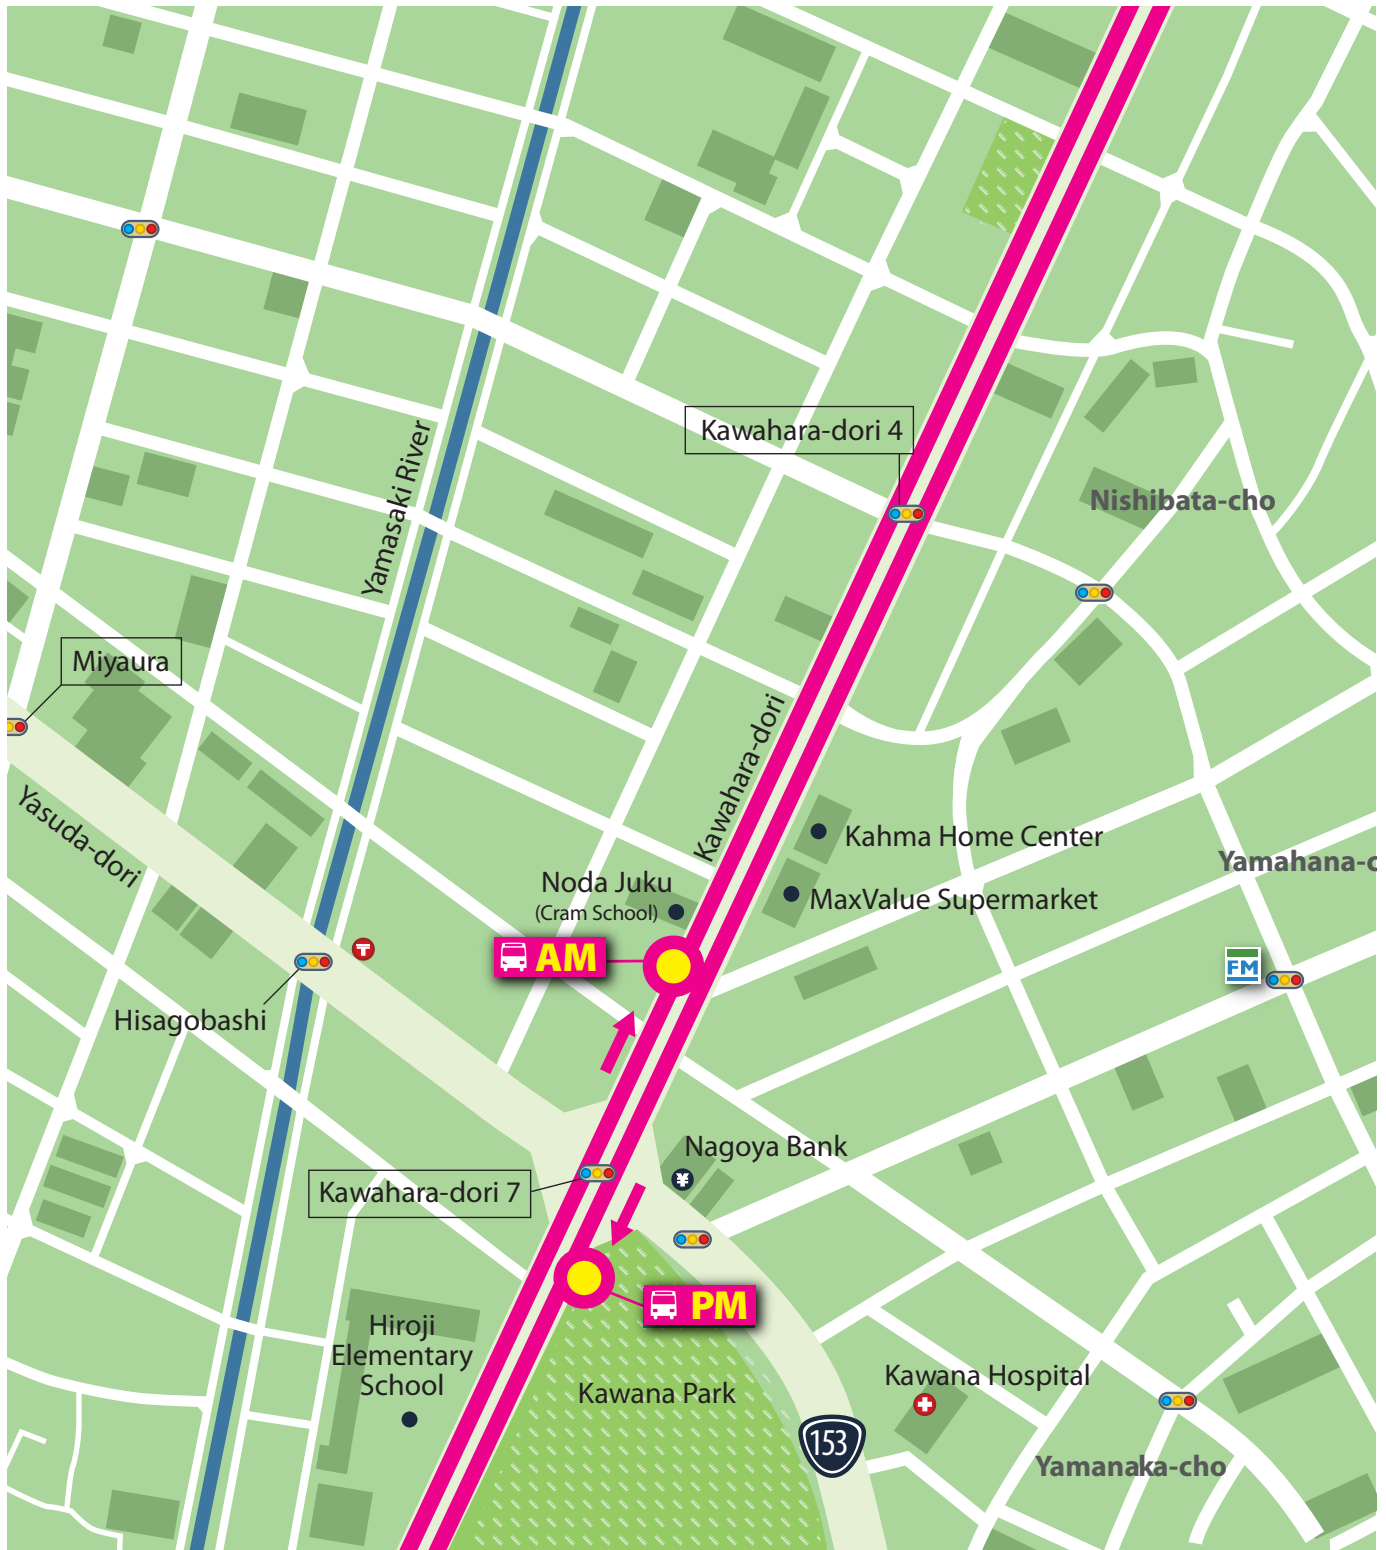 Kawahara-dori 4
Nishibata-cho
Yamasaki River
Miyaura
Kawahara-dori
Yasuda-dori
Kahma Home Center
Yamahana-c
Noda Juku
(Cram School)
MaxValue Supermarket
AM
〒
FM
Hisagobashi
Nagoya Bank
¥
Kawahara-dori 7
PM
Hiroji
Elementary
School
Kawana Park
Kawana Hospital
153
Yamanaka-cho